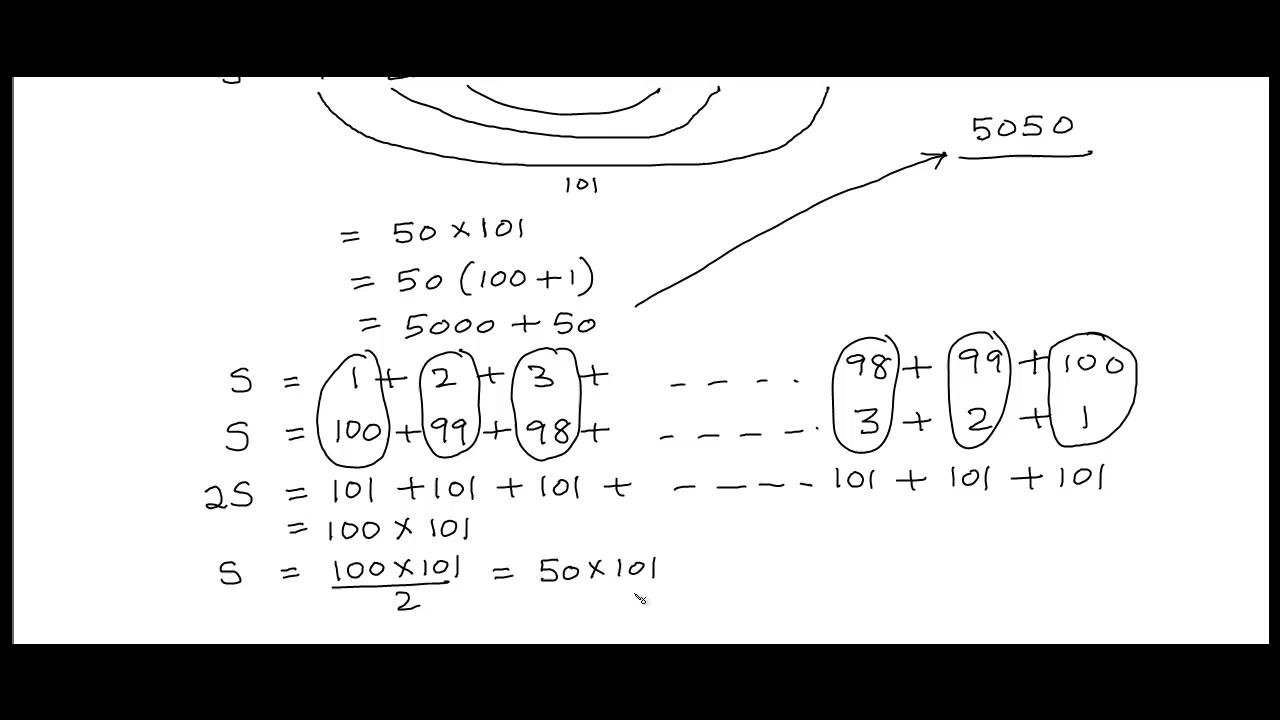 5050
101
= 50 × 101
= 50 (100 + 1)
= 5000 + 50
S = 1 + 2 + 3 + - - - - . 98 + 99 + 100
S = 100 + 99 + 98 + - - - - . 3 + 2 + 1
2S = 101 + 101 + 101 + - - - - 101 + 101 + 101
= 100 × 101
S = 100 × 101 / 2 = 50 × 101